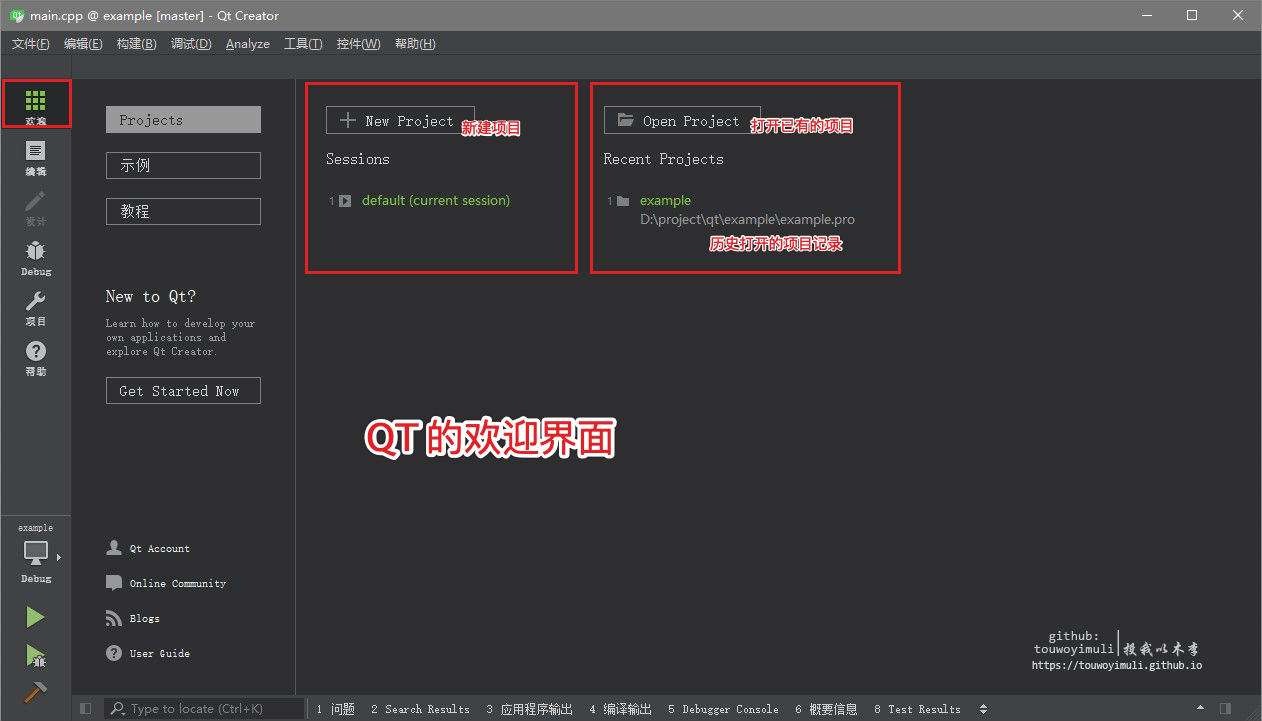 main.cpp @ example [master] - Qt Creator
文件(F) 编辑(E) 构建(B) 调试(D) Analyze 工具(T) 控件(W) 帮助(H)
欢迎
编辑
设计
Debug
项目
帮助
example
Debug
Projects
示例
教程
New to Qt?
Learn how to develop your
own applications and
explore Qt Creator.
Get Started Now
Qt Account
Online Community
Blogs
User Guide
New Project
新建项目
Sessions
1 default (current session)
Open Project
打开已有的项目
Recent Projects
1 example
D:\project\qt\example\example.pro
历史打开的项目记录
QT 的欢迎界面
github:
touwoyimuli
投我以木李
https://touwoyimuli.github.io
Type to locate (Ctrl+K)
1 问题 2 Search Results 3 应用程序输出 4 编译输出 5 Debugger Console 6 概要信息 8 Test Results